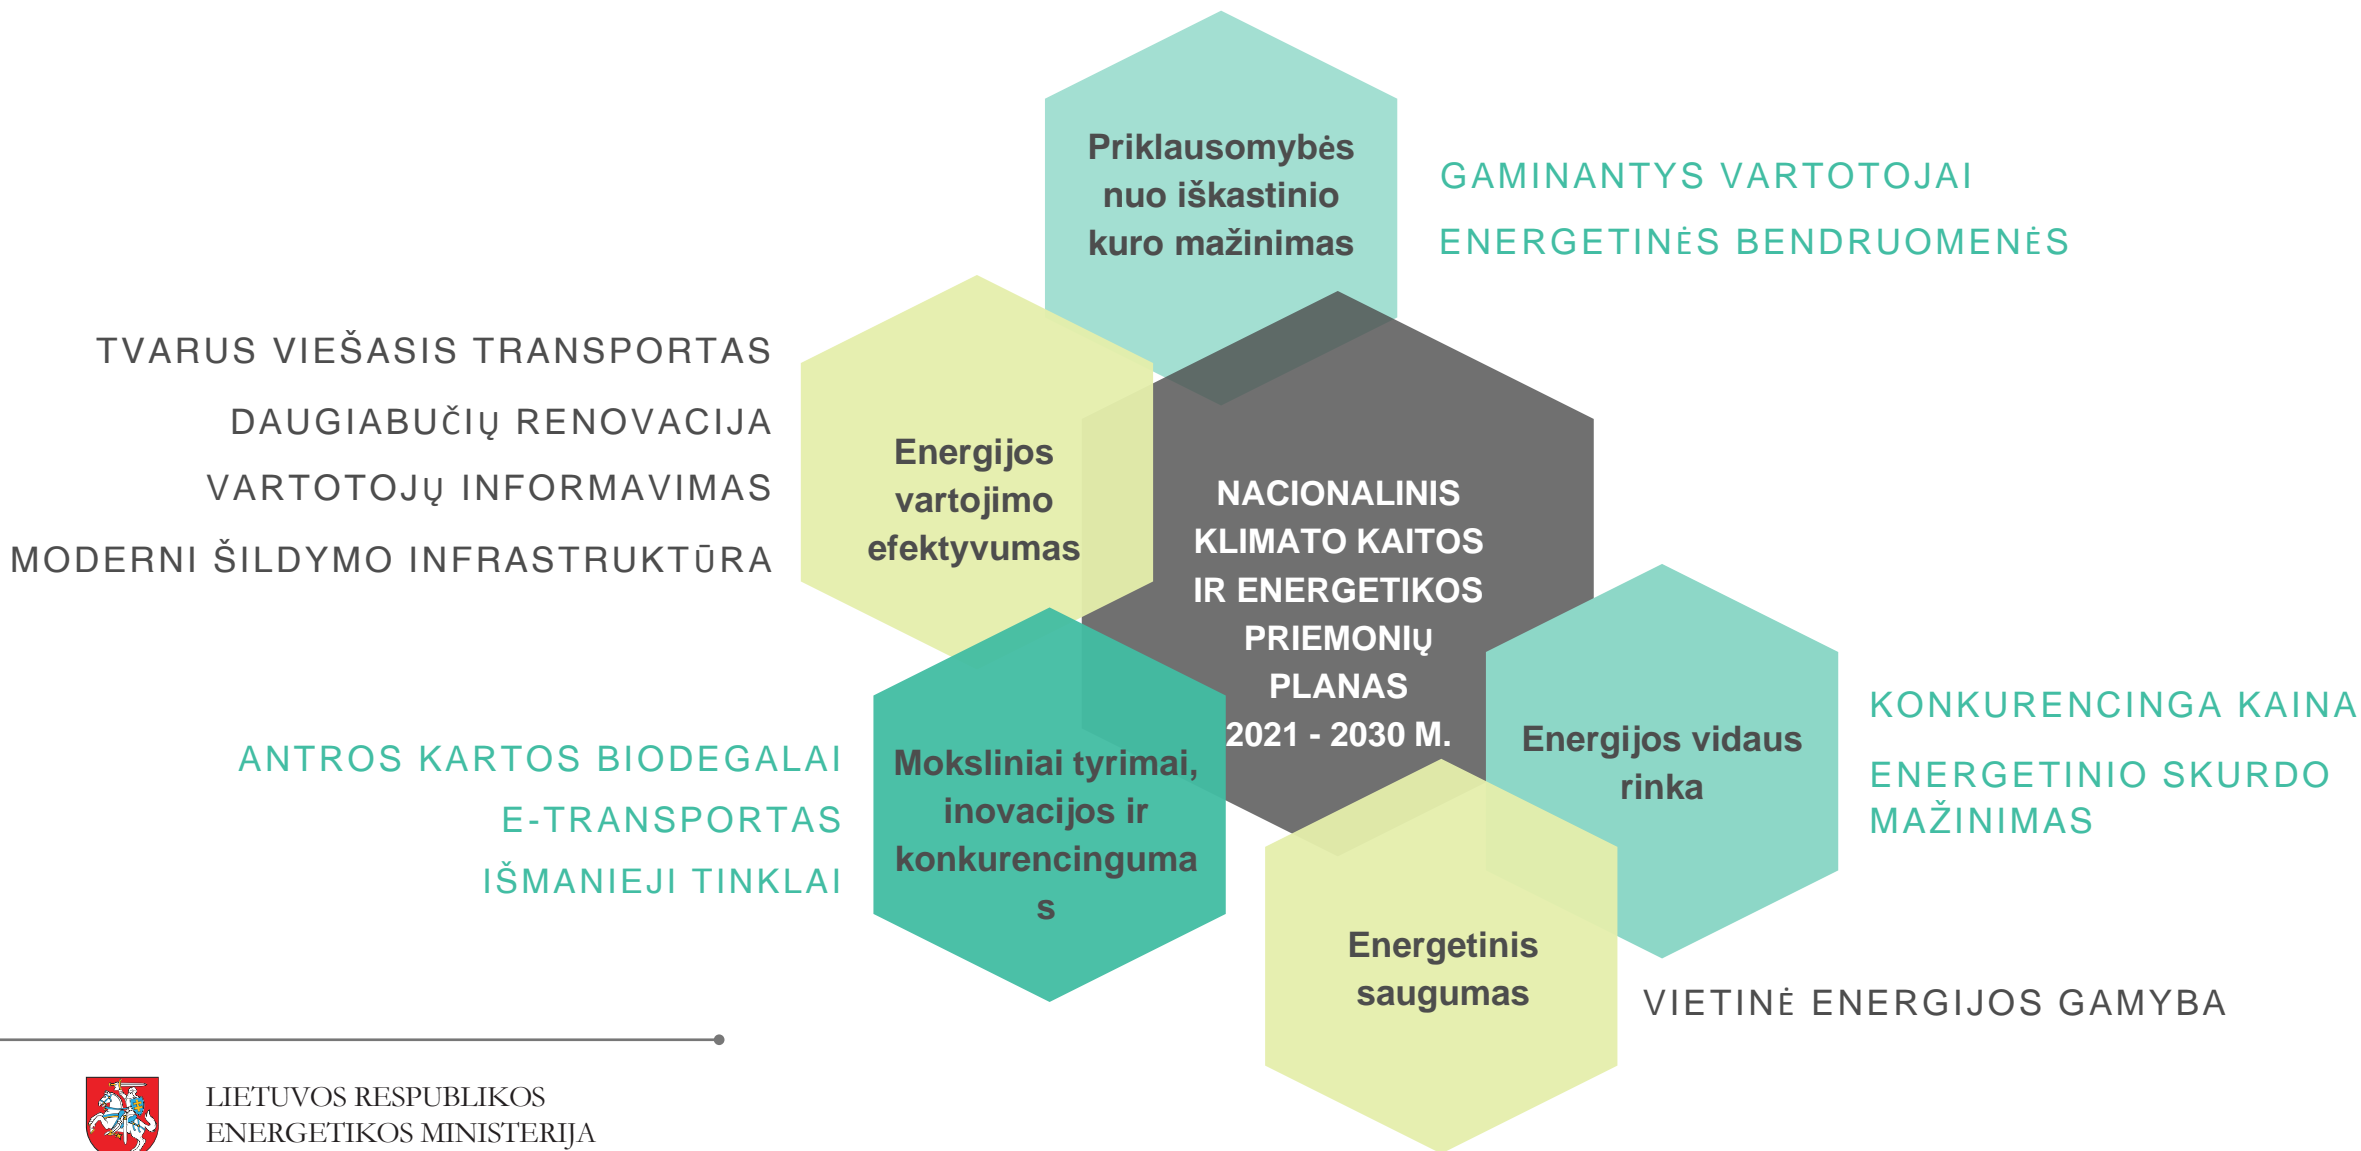 Priklausomybės
nuo iškastinio
kuro mažinimas
GAMINANTYS VARTOTOJAI
ENERGETINĖS BENDRUOMENĖS
TVARUS VIEŠASIS TRANSPORTAS
DAUGIABUČIŲ RENOVACIJA
VARTOTOJŲ INFORMAVIMAS
MODERNI ŠILDYMO INFRASTRUKTŪRA
Energijos
vartojimo
efektyvumas
NACIONALINIS
KLIMATO KAITOS
IR ENERGETIKOS
PRIEMONIŲ
PLANAS
2021 - 2030 M.
ANTROS KARTOS BIODEGALAI
E-TRANSPORTAS
IŠMANIEJI TINKLAI
Moksliniai tyrimai,
inovacijos ir
konkurencinguma
s
Energijos vidaus
rinka
KONKURENCINGA KAINA
ENERGETINIO SKURDO
MAŽINIMAS
Energetinis
saugumas
VIETINĖ ENERGIJOS GAMYBA
LIETUVOS RESPUBLIKOS
ENERGETIKOS MINISTERIJA